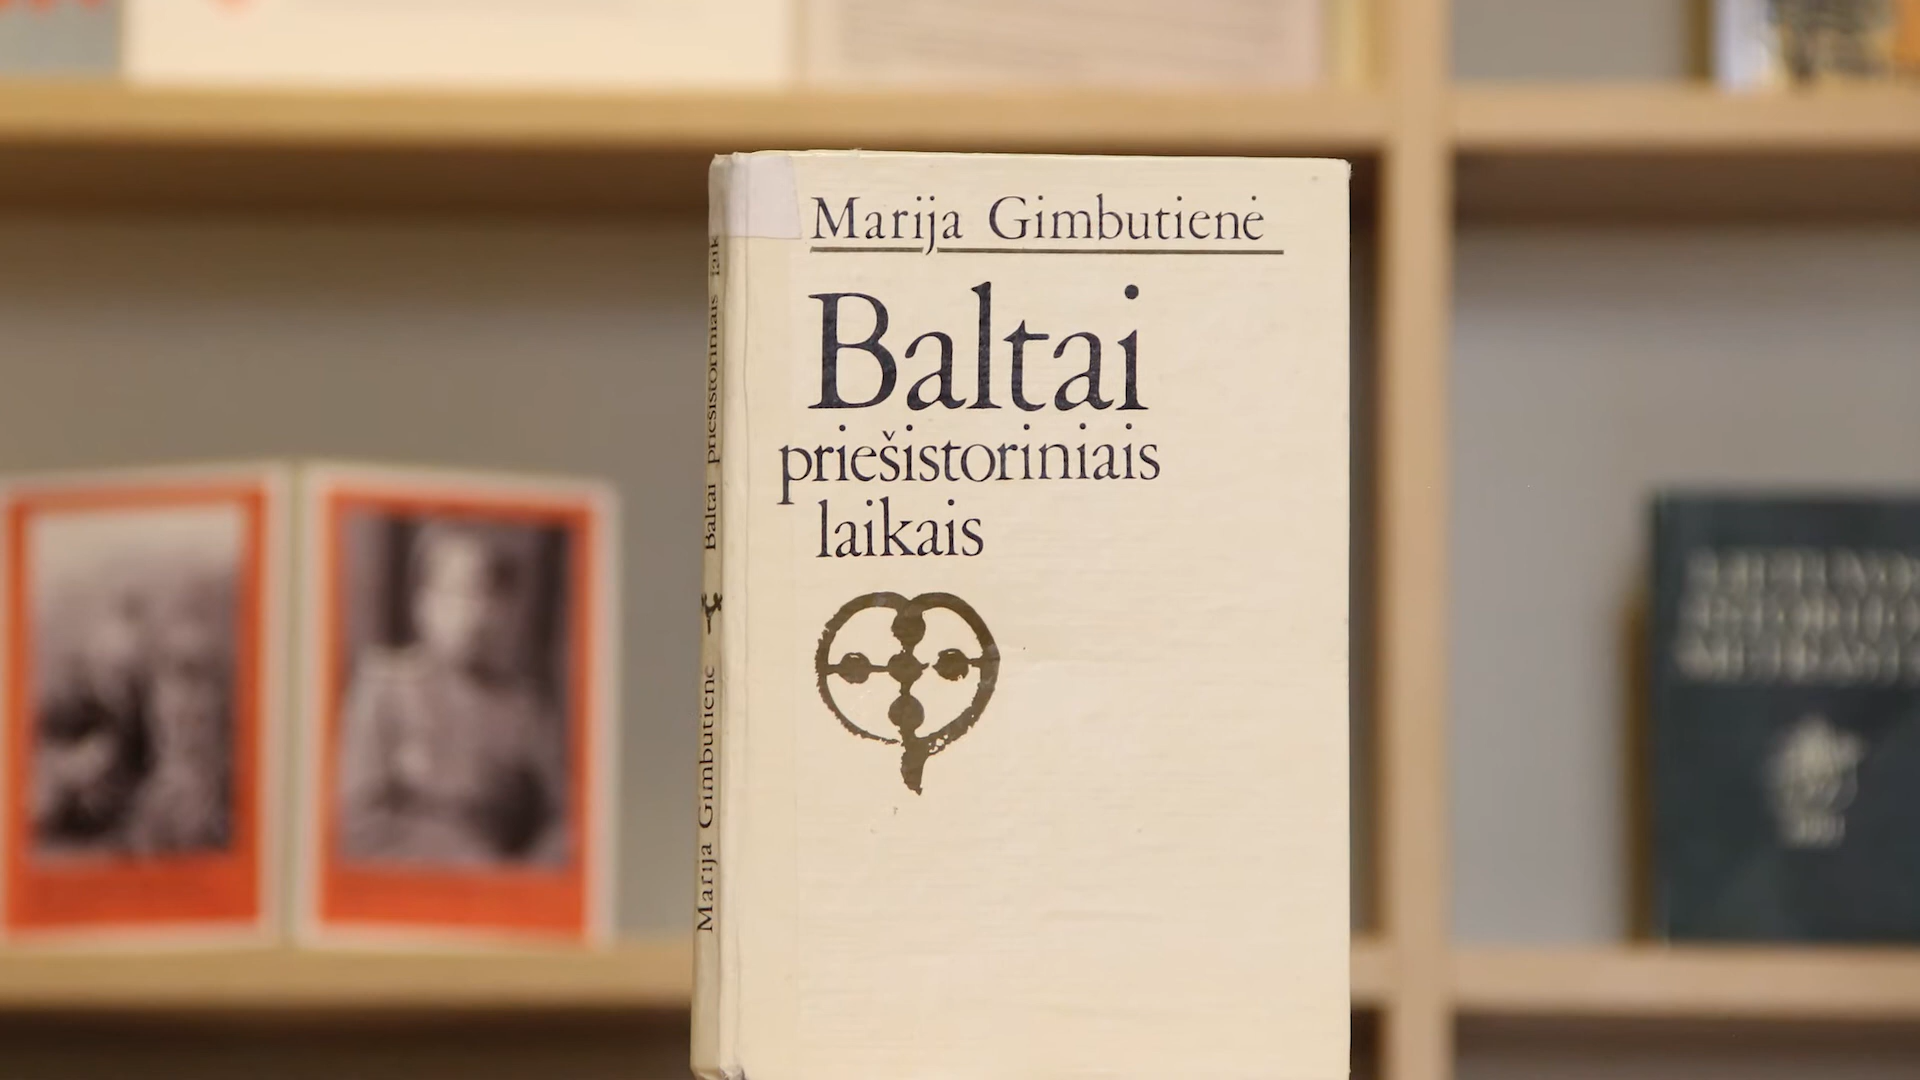 Marija Gimbutienė
Baltai
priešistoriniais
laikais
Marija Gimbutienė Baltai priešistoriniais laik